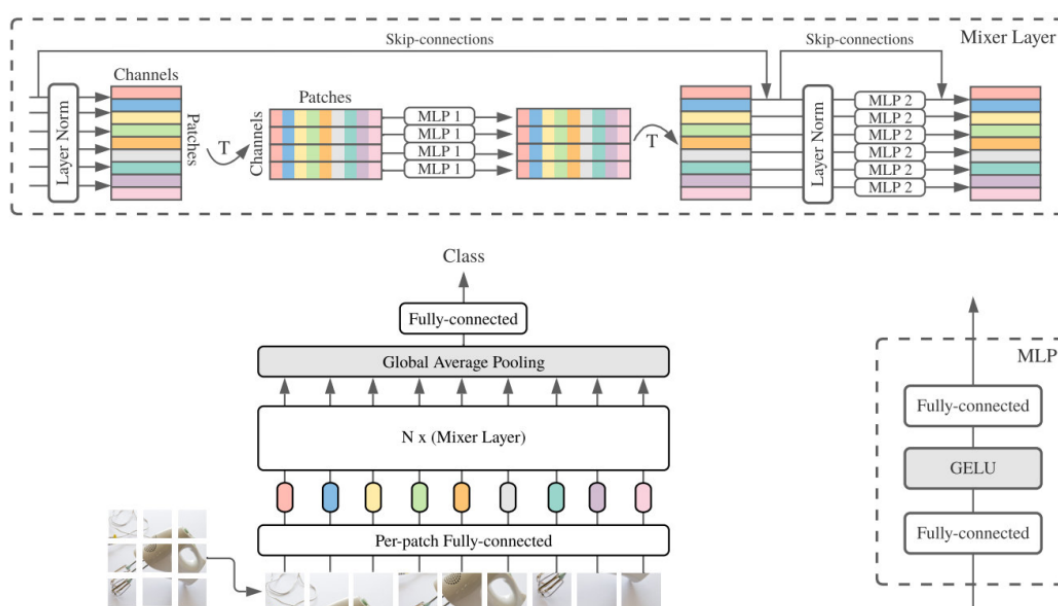 Skip-connections
Skip-connections
Mixer Layer
Channels
Layer Norm
Patches
T
Patches
Channels
MLP 1
MLP 1
MLP 1
MLP 1
T
Layer Norm
MLP 2
MLP 2
MLP 2
MLP 2
MLP 2
MLP 2
Class
Fully-connected
Global Average Pooling
N x (Mixer Layer)
Per-patch Fully-connected
MLP
Fully-connected
GELU
Fully-connected